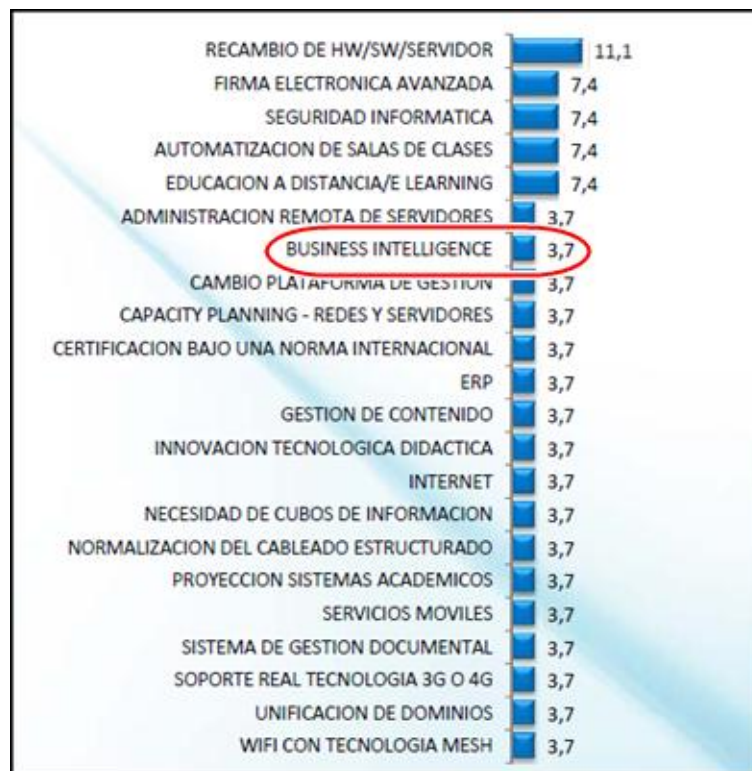 RECAMBIO DE HW/SW/SERVIDOR 11,1
FIRMA ELECTRONICA AVANZADA 7,4
SEGURIDAD INFORMATICA 7,4
AUTOMATIZACION DE SALAS DE CLASES 7,4
EDUCACION A DISTANCIA/E LEARNING 7,4
ADMINISTRACION REMOTA DE SERVIDORES 3,7
BUSINESS INTELLIGENCE 3,7
CAMBIO PLATAFORMA DE GESTION 3,7
CAPACITY PLANNING - REDES Y SERVIDORES 3,7
CERTIFICACION BAJO UNA NORMA INTERNACIONAL 3,7
ERP 3,7
GESTION DE CONTENIDO 3,7
INNOVACION TECNOLOGICA DIDACTICA 3,7
INTERNET 3,7
NECESIDAD DE CUBOS DE INFORMACION 3,7
NORMALIZACION DEL CABLEADO ESTRUCTURADO 3,7
PROYECCION SISTEMAS ACADEMICOS 3,7
SERVICIOS MOVILES 3,7
SISTEMA DE GESTION DOCUMENTAL 3,7
SOPORTE REAL TECNOLOGIA 3G O 4G 3,7
UNIFICACION DE DOMINIOS 3,7
WIFI CON TECNOLOGIA MESH 3,7